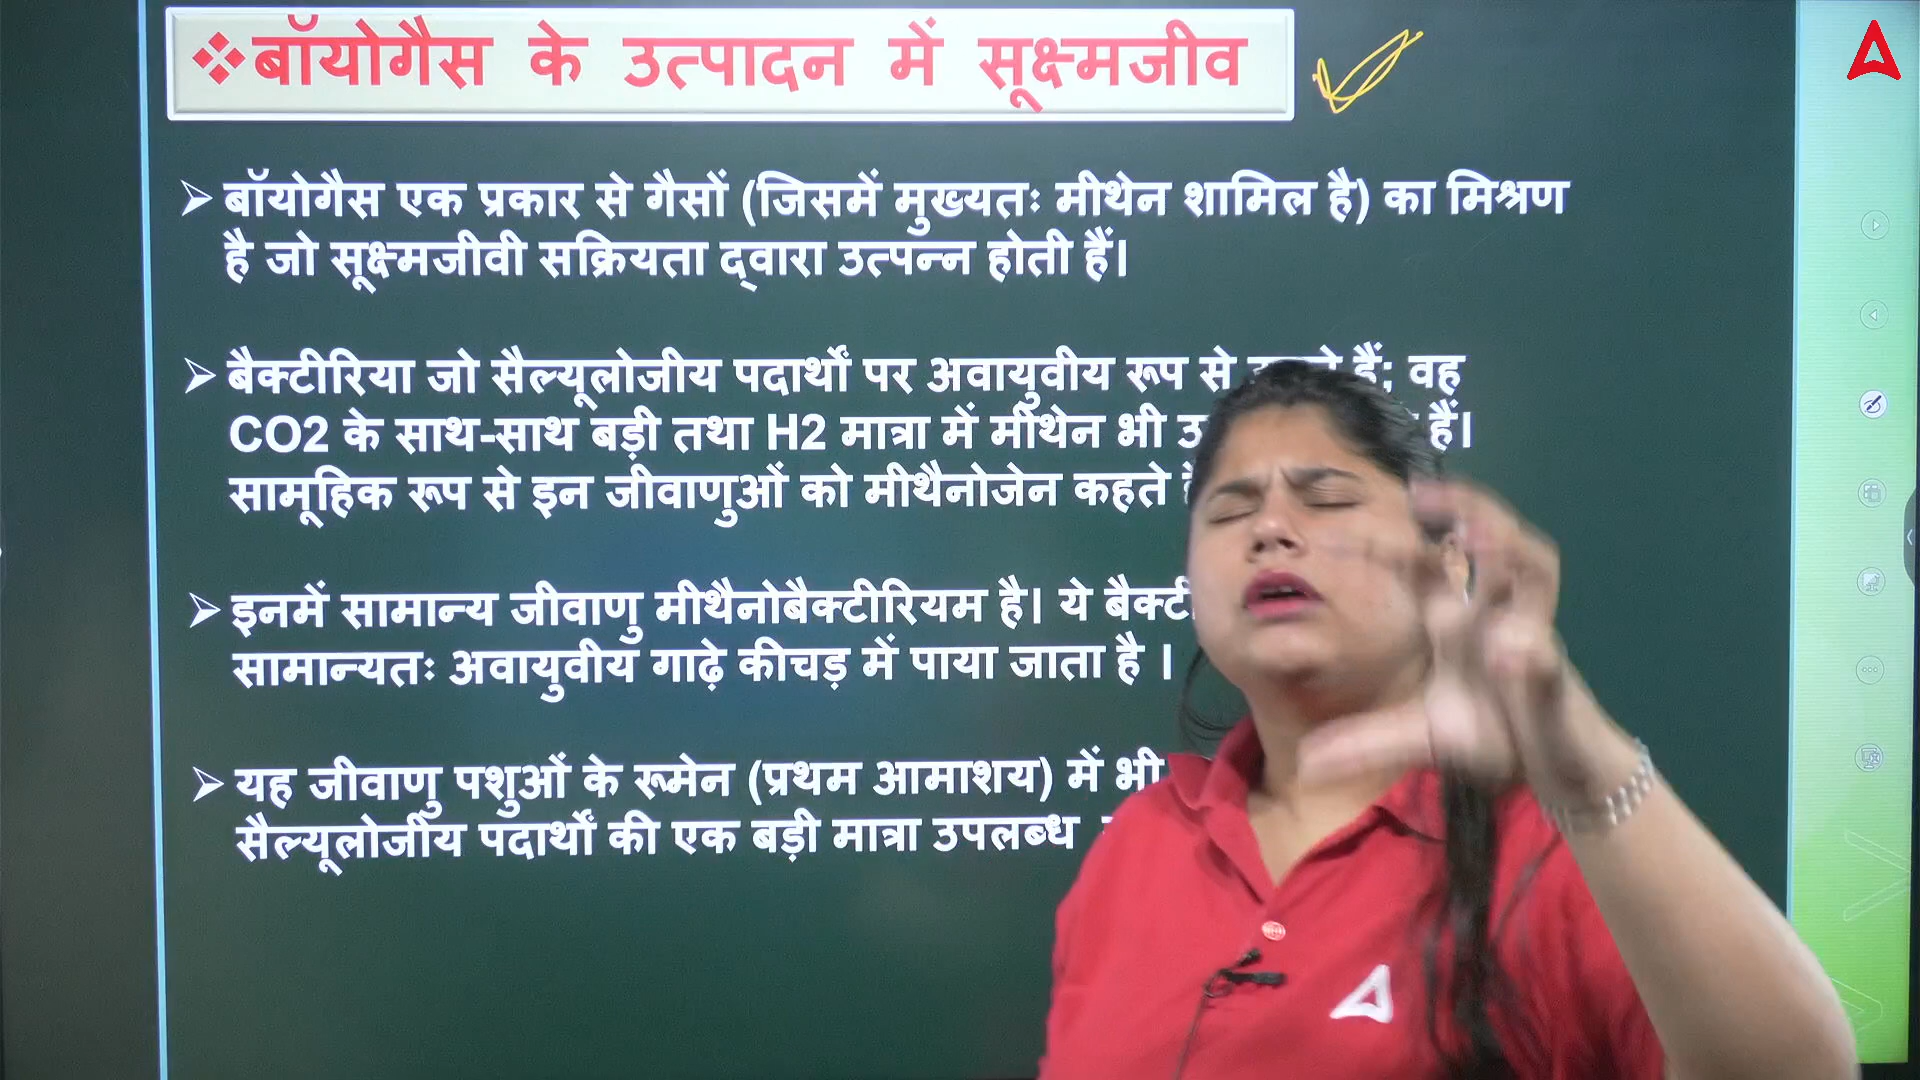 ❖बॉयोगैस के उत्पादन में सूक्ष्मजीव
➢ बॉयोगैस एक प्रकार से गैसों (जिसमें मुख्यतः मीथेन शामिल है) का मिश्रण
है जो सूक्ष्मजीवी सक्रियता द्वारा उत्पन्न होती हैं।
➢ बैक्टीरिया जो सैल्यूलोजीय पदार्थों पर अवायुवीय रूप से हैं; वह
CO2 के साथ-साथ बड़ी तथा H2 मात्रा में मीथेन भी हैं।
सामूहिक रूप से इन जीवाणुओं को मीथैनोजेन कहते
➢ इनमें सामान्य जीवाणु मीथैनोबैक्टीरियम है। ये
सामान्यतः अवायुवीय गाढ़े कीचड़ में पाया जाता है ।
➢ यह जीवाणु पशुओं के रूमेन (प्रथम आमाशय) में भी
सैल्यूलोजीय पदार्थों की एक बड़ी मात्रा उपलब्ध